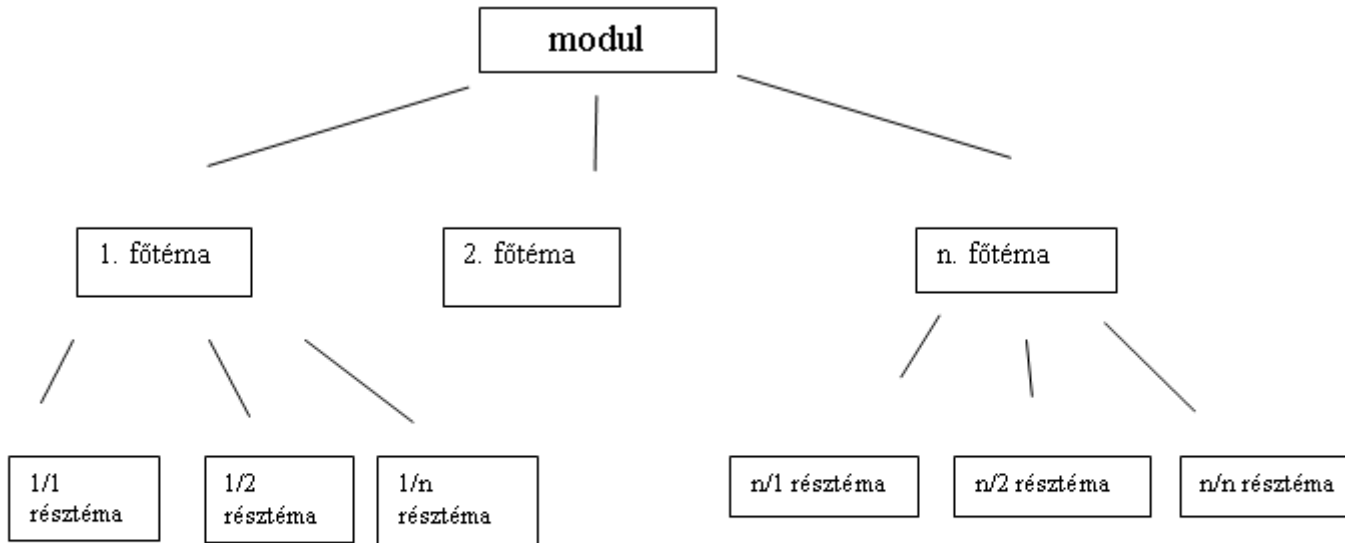 modul
1. főtéma
2. főtéma
n. főtéma
1/1
résztéma
1/2
résztéma
1/n
résztéma
n/1 résztéma
n/2 résztéma
n/n résztéma